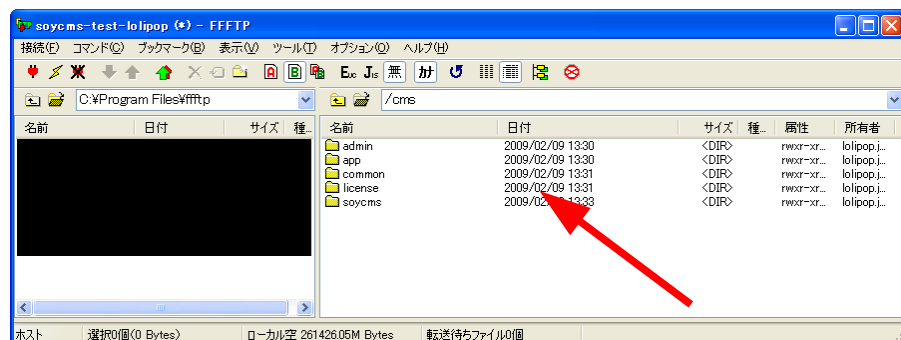 soycms-test-lolipop (*) - FFFTP
接続(F) コマンド(C) ブックマーク(B) 表示(V) ツール(T) オプション(O) ヘルプ(H)
A B Euc Jis 無 カナ
C:¥Program Files¥ffftp /cms
名前 日付 サイズ 種... 名前 日付 サイズ 種... 属性 所有者
admin 2009/02/09 13:30 <DIR> rwxr-xr... lolipop.j...
app 2009/02/09 13:30 <DIR> rwxr-xr... lolipop.j...
common 2009/02/09 13:31 <DIR> rwxr-xr... lolipop.j...
license 2009/02/09 13:31 <DIR> rwxr-xr... lolipop.j...
soycms 13:33 <DIR> rwxr-xr... lolipop.j...
ホスト 選択0個(0 Bytes) ローカル空 261426.05M Bytes 転送待ちファイル0個